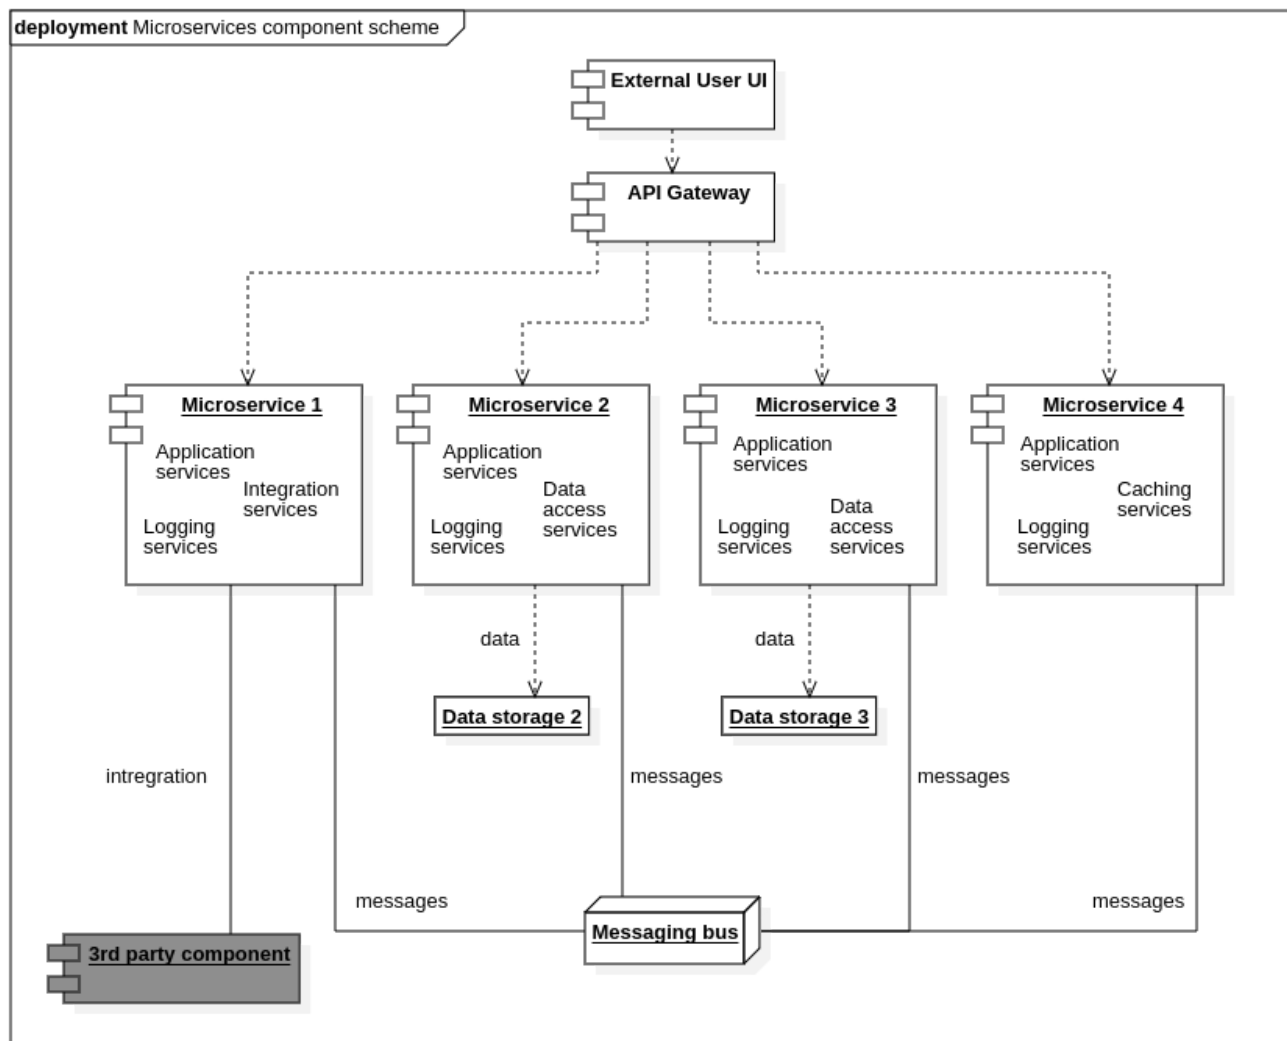 deployment Microservices component scheme
External User UI
API Gateway
Microservice 1
Application
services
Integration
services
Logging
services
Microservice 2
Application
services
Data
access
services
Logging
services
Microservice 3
Application
services
Data
access
services
Logging
services
Microservice 4
Application
services
Caching
services
Logging
services
data
data
Data storage 2
Data storage 3
intregration
messages
messages
messages
messages
Messaging bus
3rd party component